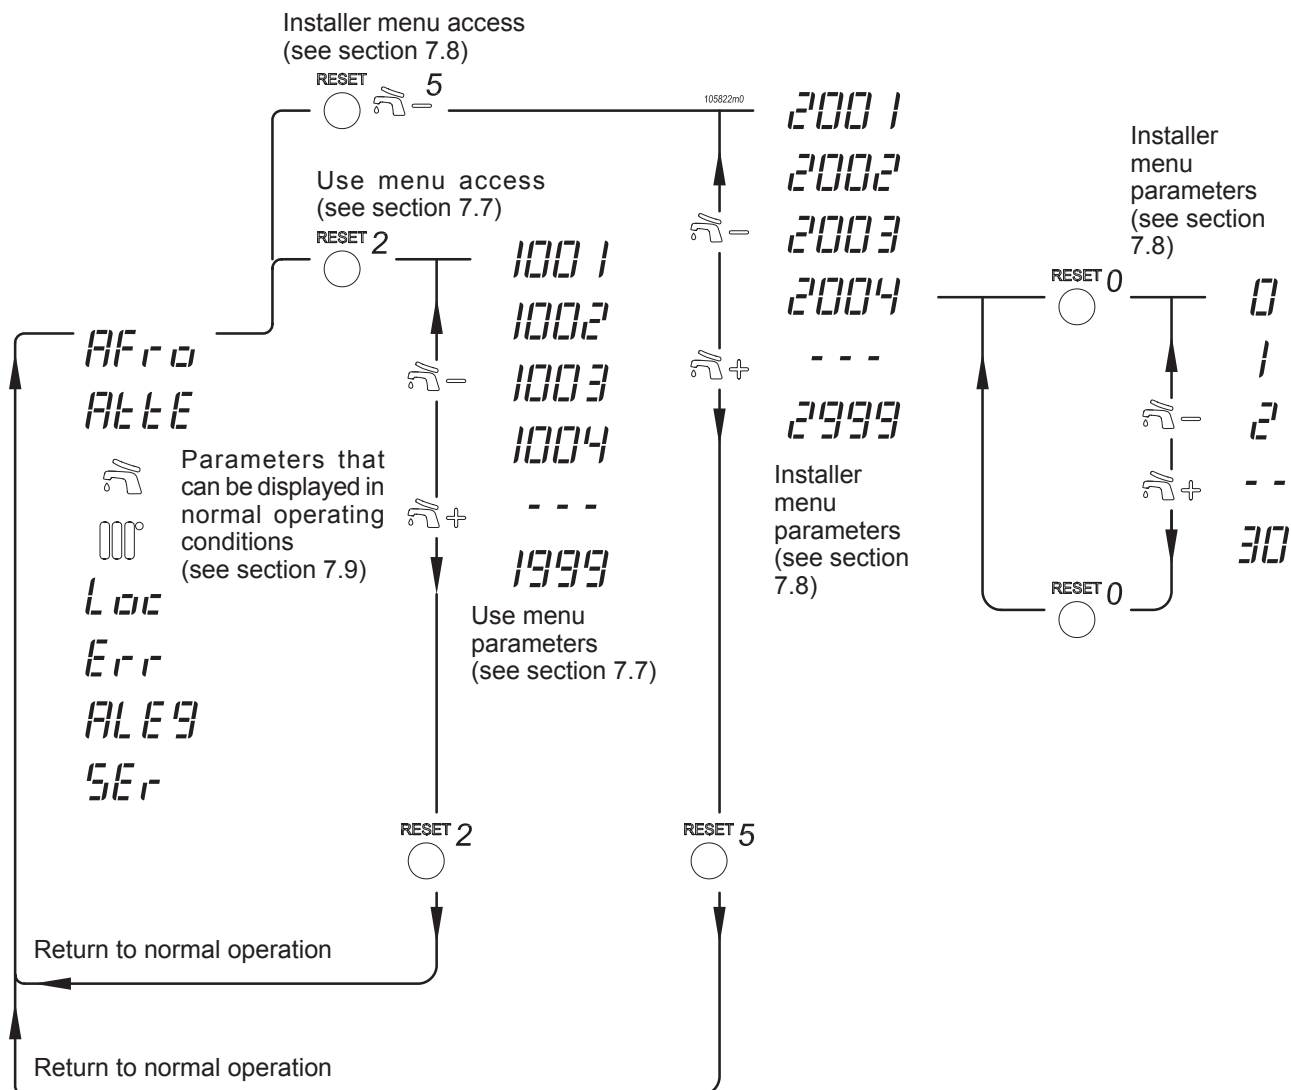 Installer menu access
(see section 7.8)
RESET 5
105822m0
Use menu access
(see section 7.7)
RESET 2
AFro
AttE
Parameters that
can be displayed in
normal operating
conditions
(see section 7.9)
Loc
Err
ALE9
SEr
1001
1002
1003
1004
- - -
1999
Use menu
parameters
(see section 7.7)
2001
2002
2003
2004
- - -
2999
Installer
menu
parameters
(see section
7.8)
Installer
menu
parameters
(see section
7.8)
RESET 0
0
1
2
- -
30
RESET 0
RESET 2
RESET 5
Return to normal operation
Return to normal operation